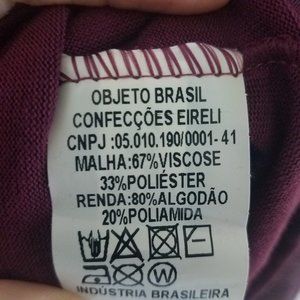 OBJETO BRASIL
CONFECÇÕES EIRELI
CNPJ :05.010.190/0001- 41
MALHA:67%VISCOSE
33%POLIÉSTER
RENDA:80%ALGODÃO
20%POLIAMIDA
W
INDÚSTRIA BRASILEIRA